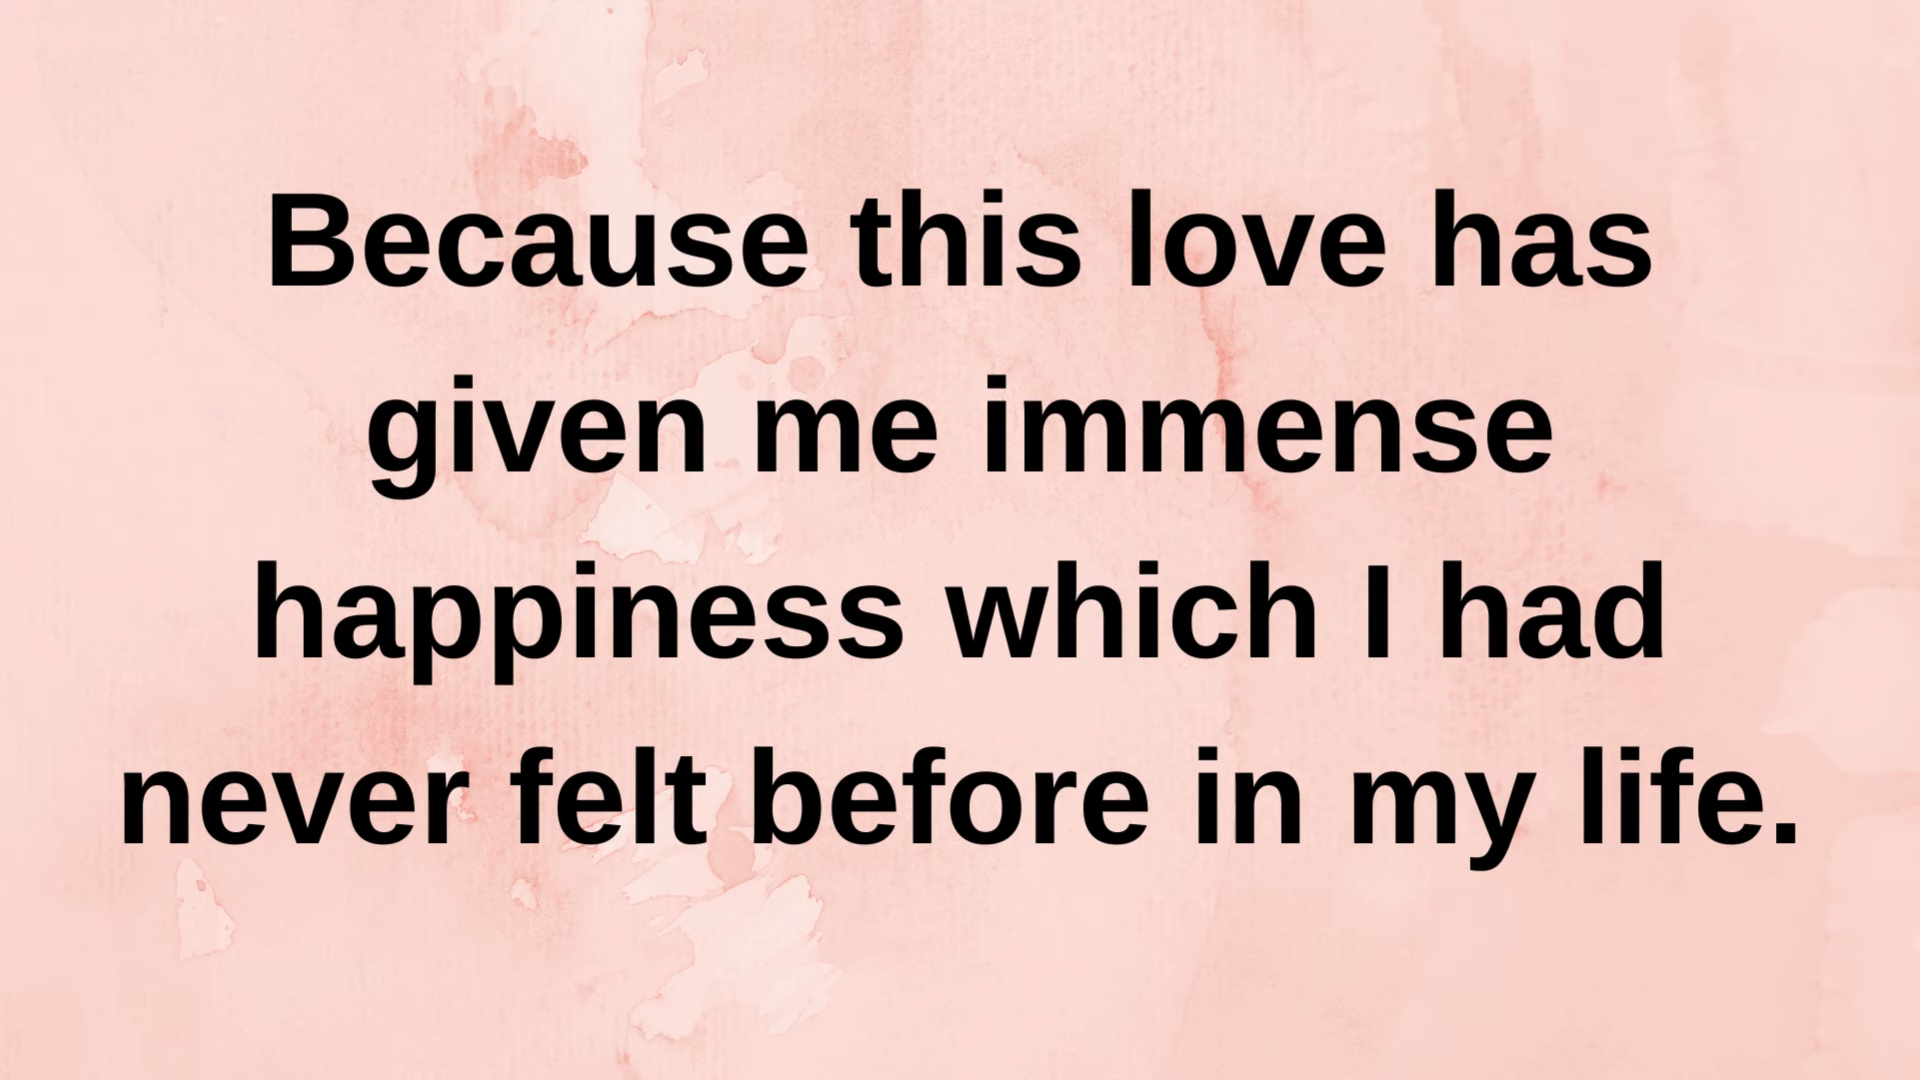 Because this love has
given me immense
happiness which I had
never felt before in my life.